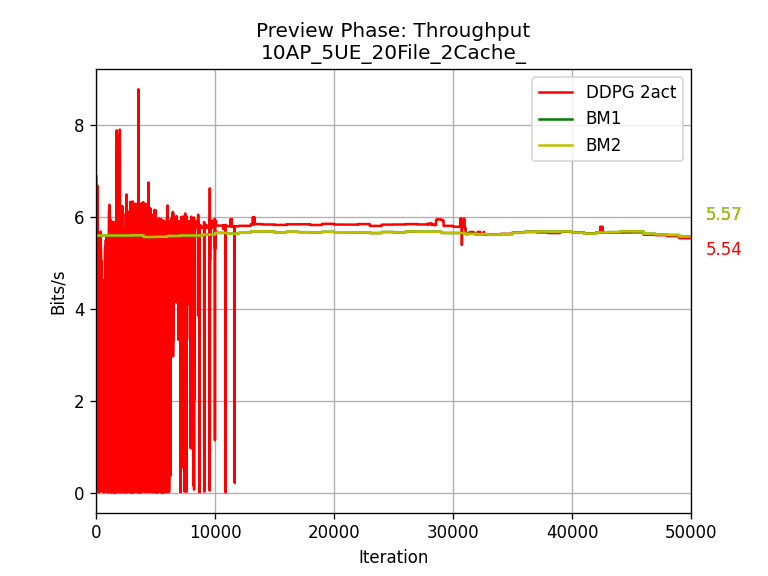 Preview Phase: Throughput
10AP_5UE_20File_2Cache_
DDPG 2act
BM1
BM2
8
6
4
2
0
Bits/s
5.57
5.54
0 10000 20000 30000 40000 50000
Iteration